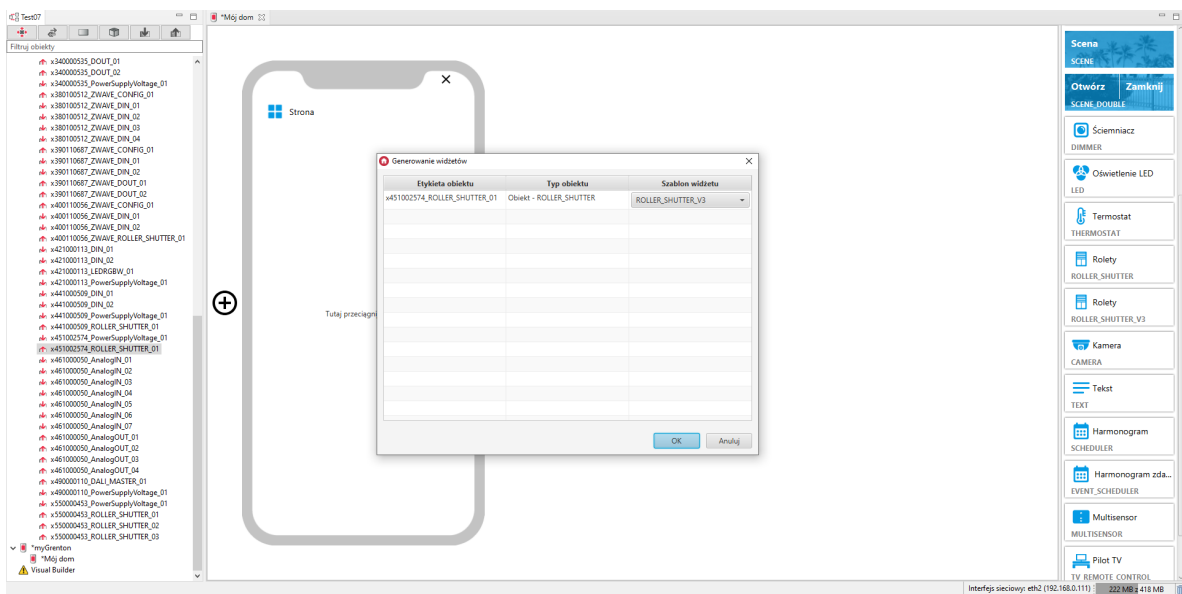 Test07
*Mój dom
Filtruj obiekty
x340000535_DOUT_01
x340000535_DOUT_02
x340000535_PowerSupplyVoltage_01
x380100512_ZWAVE_CONFIG_01
x380100512_ZWAVE_DIN_01
x380100512_ZWAVE_DIN_02
x380100512_ZWAVE_DIN_03
x380100512_ZWAVE_DIN_04
x390110687_ZWAVE_CONFIG_01
x390110687_ZWAVE_DIN_01
x390110687_ZWAVE_DIN_02
x390110687_ZWAVE_DOUT_01
x390110687_ZWAVE_DOUT_02
x400110056_ZWAVE_CONFIG_01
x400110056_ZWAVE_DIN_01
x400110056_ZWAVE_DIN_02
x400110056_ZWAVE_ROLLER_SHUTTER_01
x421000113_DIN_01
x421000113_DIN_02
x421000113_LEDRGBW_01
x421000113_PowerSupplyVoltage_01
x441000509_DIN_01
x441000509_DIN_02
x441000509_PowerSupplyVoltage_01
x441000509_ROLLER_SHUTTER_01
x451002574_PowerSupplyVoltage_01
x451002574_ROLLER_SHUTTER_01
x461000050_AnalogIN_01
x461000050_AnalogIN_02
x461000050_AnalogIN_03
x461000050_AnalogIN_04
x461000050_AnalogIN_05
x461000050_AnalogIN_06
x461000050_AnalogIN_07
x461000050_AnalogOUT_01
x461000050_AnalogOUT_02
x461000050_AnalogOUT_03
x461000050_AnalogOUT_04
x490000110_DALI_MASTER_01
x490000110_PowerSupplyVoltage_01
x550000453_PowerSupplyVoltage_01
x550000453_ROLLER_SHUTTER_01
x550000453_ROLLER_SHUTTER_02
x550000453_ROLLER_SHUTTER_03
*myGrenton
*Mój dom
Visual Builder
Strona
Tutaj przeciągni
Generowanie widżetów
Etykieta obiektu Typ obiektu Szablon widżetu
x451002574_ROLLER_SHUTTER_01 Obiekt - ROLLER_SHUTTER ROLLER_SHUTTER_V3
OK Anuluj
Scena
SCENE
Otwórz Zamknij
SCENE_DOUBLE
Ściemniacz
DIMMER
Oświetlenie LED
LED
Termostat
THERMOSTAT
Rolety
ROLLER_SHUTTER
Rolety
ROLLER_SHUTTER_V3
Kamera
CAMERA
Tekst
TEXT
Harmonogram
SCHEDULER
Harmonogram zda...
EVENT_SCHEDULER
Multisensor
MULTISENSOR
Pilot TV
TV_REMOTE_CONTROL
Interfejs sieciowy: eth2 (192.168.0.111) 222 MB z 418 MB